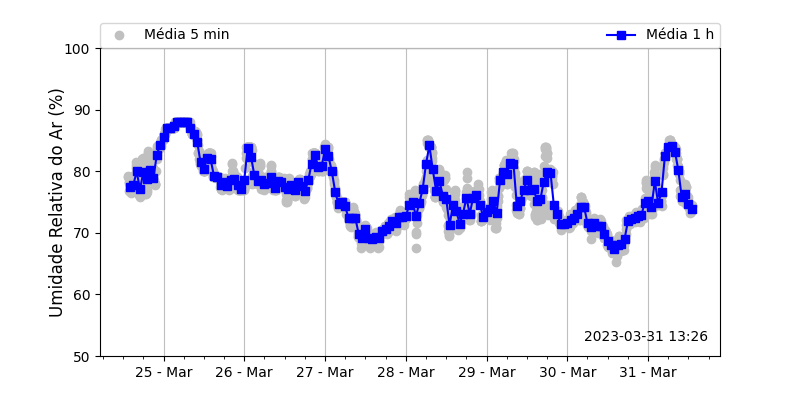 Média 5 min
Média 1 h
Umidade Relativa do Ar (%)
100
90
80
70
60
50
2023-03-31 13:26
25 - Mar
26 - Mar
27 - Mar
28 - Mar
29 - Mar
30 - Mar
31 - Mar